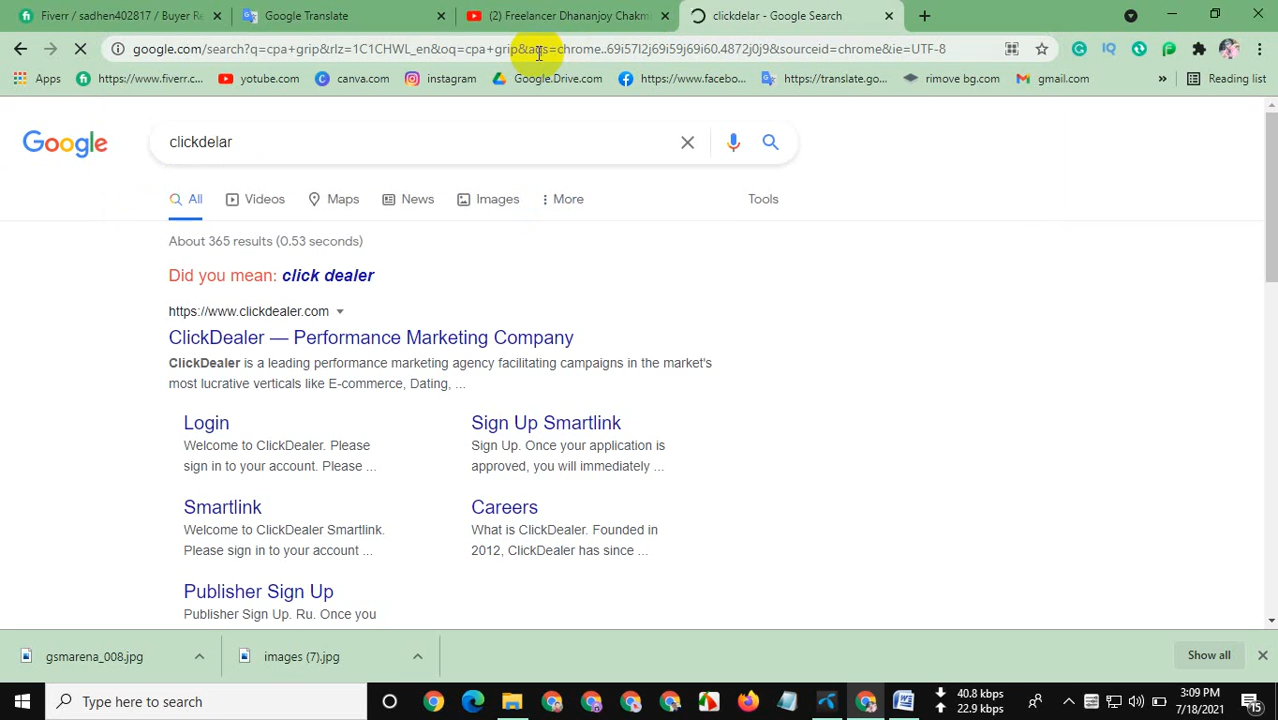 Fiverr / sadhen402817 / Buyer R
Google Translate
(2) Freelancer Dhananjoy Chakm
clickdelar - Google Search
google.com/search?q=cpa+grip&rlz=1C1CHWL_en&oq=cpa+grip&aqs=chrome..69i57l2j69i59j69i60.4872j0j9&sourceid=chrome&ie=UTF-8
Apps
https://www.fiverr.c...
youtube.com
canva.com
instagram
Google.Drive.com
https://www.facebo...
https://translate.go...
rimove bg.com
gmail.com
»
Reading list
Google
clickdelar
All
Videos
Maps
News
Images
More
Tools
About 365 results (0.53 seconds)
Did you mean: click dealer
https://www.clickdealer.com
ClickDealer — Performance Marketing Company
ClickDealer is a leading performance marketing agency facilitating campaigns in the market's
most lucrative verticals like E-commerce, Dating, ...
Login
Welcome to ClickDealer. Please
sign in to your account. Please ...
Sign Up Smartlink
Sign Up. Once your application is
approved, you will immediately ...
Smartlink
Welcome to ClickDealer Smartlink.
Please sign in to your account ...
Careers
What is ClickDealer. Founded in
2012, ClickDealer has since ...
Publisher Sign Up
Publisher Sign Up. Ru. Once you
gsmarena_008.jpg
images (7).jpg
Show all
Type here to search
40.8 kbps
22.9 kbps
3:09 PM
7/18/2021
15